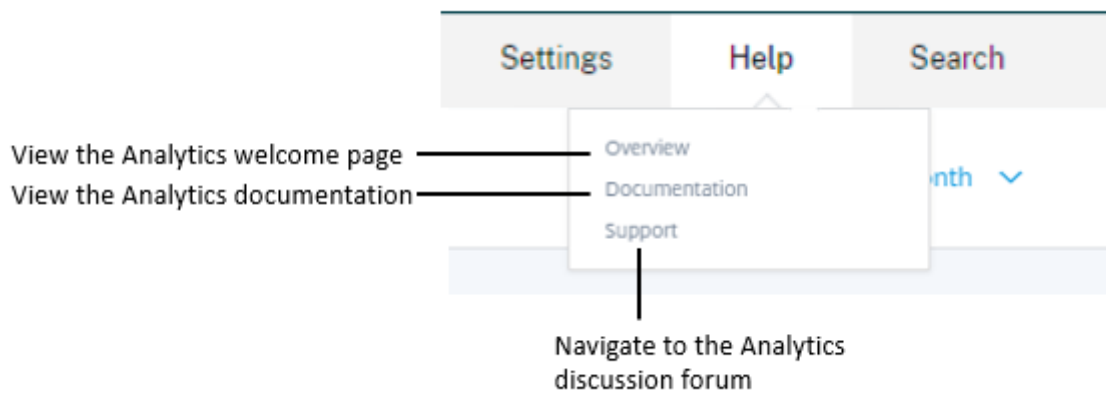 Settings Help Search
Overview
View the Analytics welcome page
Documentation
View the Analytics documentation
Support
Navigate to the Analytics
discussion forum